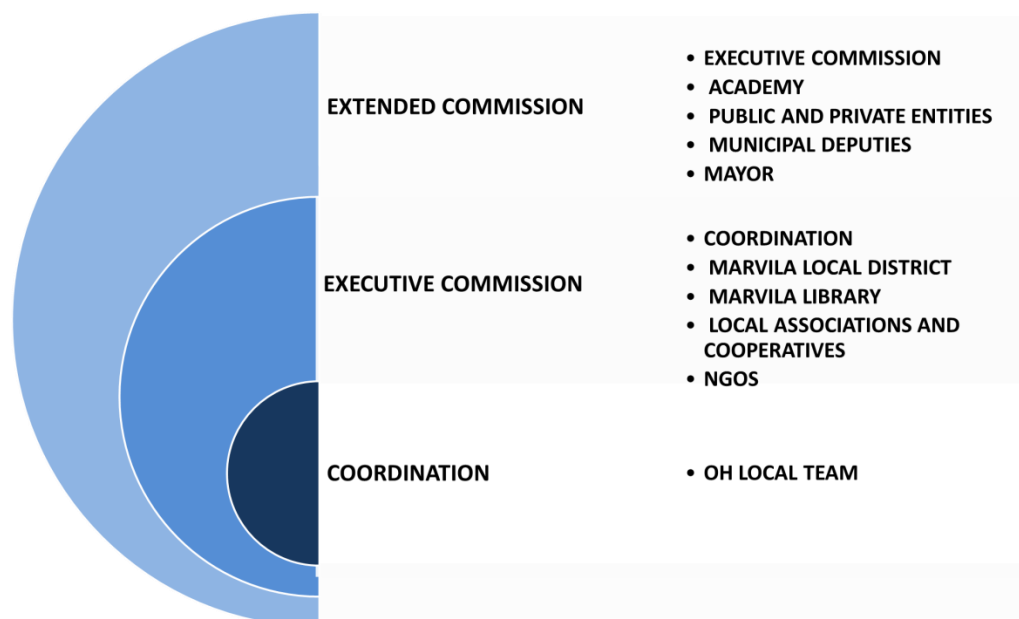 EXTENDED COMMISSION
• EXECUTIVE COMMISSION
• ACADEMY
• PUBLIC AND PRIVATE ENTITIES
• MUNICIPAL DEPUTIES
• MAYOR
EXECUTIVE COMMISSION
• COORDINATION
• MARVILA LOCAL DISTRICT
• MARVILA LIBRARY
• LOCAL ASSOCIATIONS AND
COOPERATIVES
• NGOS
COORDINATION
• OH LOCAL TEAM